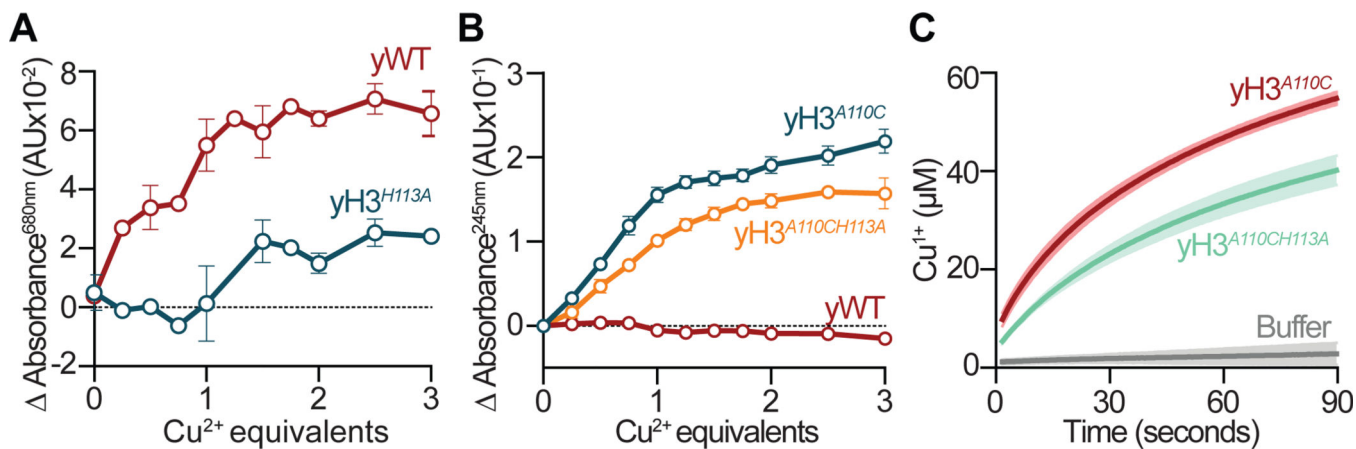 A
Δ Absorbance⁶⁸⁰ⁿᵐ (AUx10⁻²)
8
6
4
2
0
-2
yWT
yH3ᴴ¹¹³ᴬ
0
1
2
3
Cu²⁺ equivalents
B
Δ Absorbance²⁴⁵ⁿᵐ (AUx10⁻¹)
3
2
1
0
yH3ᴬ¹¹⁰ᶜ
yH3ᴬ¹¹⁰ᶜᴴ¹¹³ᴬ
yWT
0
1
2
3
Cu²⁺ equivalents
C
Cu¹⁺ (μM)
60
40
20
0
yH3ᴬ¹¹⁰ᶜ
yH3ᴬ¹¹⁰ᶜᴴ¹¹³ᴬ
Buffer
0
30
60
90
Time (seconds)